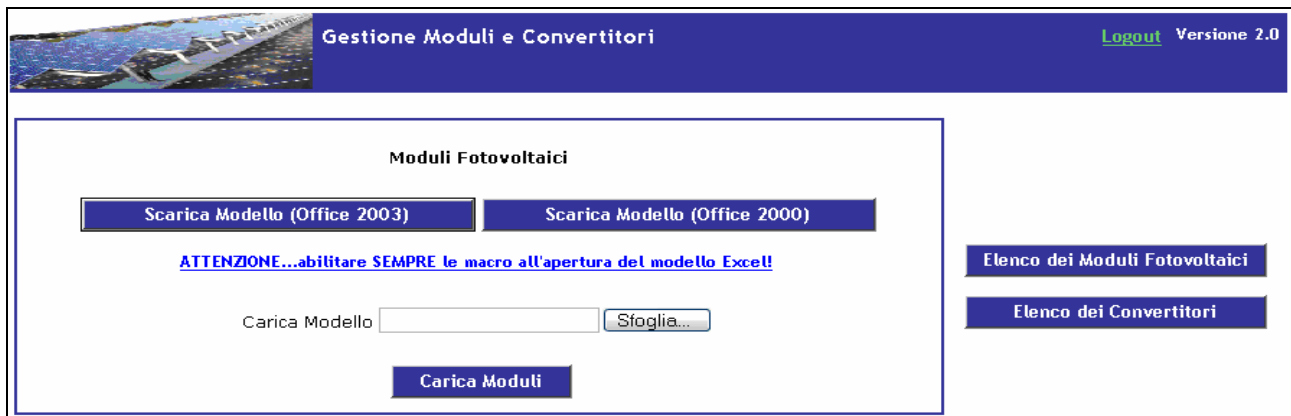 Gestione Moduli e Convertitori
Logout Versione 2.0
Moduli Fotovoltaici
Scarica Modello (Office 2003) Scarica Modello (Office 2000)
ATTENZIONE...abilitare SEMPRE le macro all'apertura del modello Excel!
Carica Modello Sfoglia...
Carica Moduli
Elenco dei Moduli Fotovoltaici
Elenco dei Convertitori